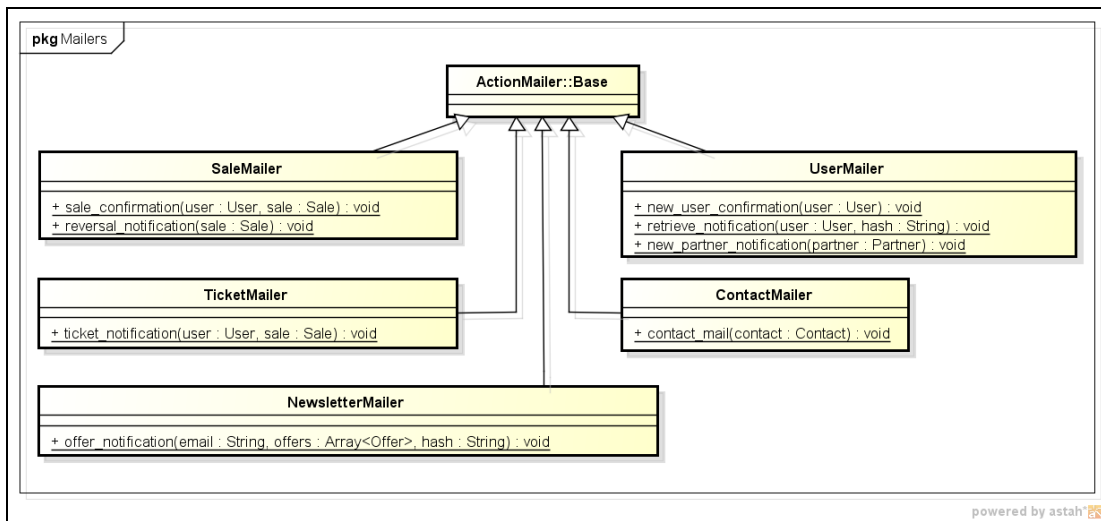 pkg Mailers
ActionMailer::Base
SaleMailer
+ sale_confirmation(user : User, sale : Sale) : void
+ reversal_notification(sale : Sale) : void
UserMailer
+ new_user_confirmation(user : User) : void
+ retrieve_notification(user : User, hash : String) : void
+ new_partner_notification(partner : Partner) : void
TicketMailer
+ ticket_notification(user : User, sale : Sale) : void
ContactMailer
+ contact_mail(contact : Contact) : void
NewsletterMailer
+ offer_notification(email : String, offers : Array<Offer>, hash : String) : void
powered by astah*